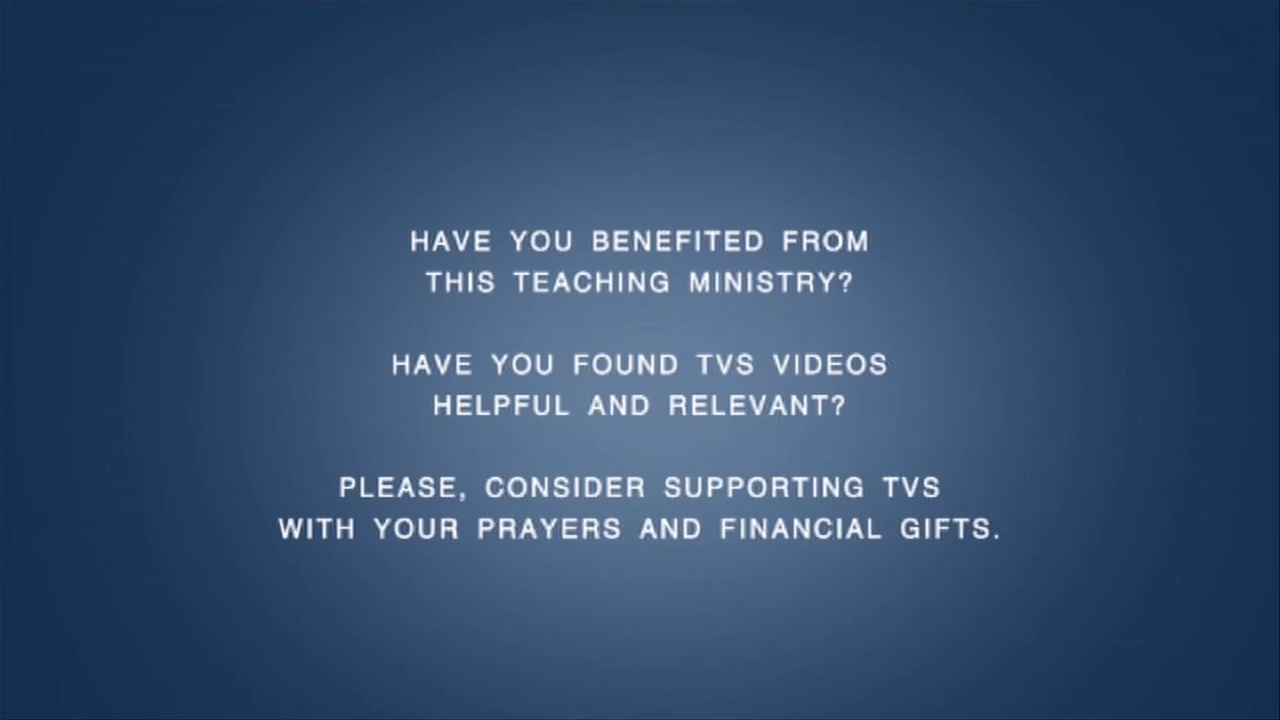 HAVE YOU BENEFITED FROM
THIS TEACHING MINISTRY?
HAVE YOU FOUND TVS VIDEOS
HELPFUL AND RELEVANT?
PLEASE, CONSIDER SUPPORTING TVS
WITH YOUR PRAYERS AND FINANCIAL GIFTS.